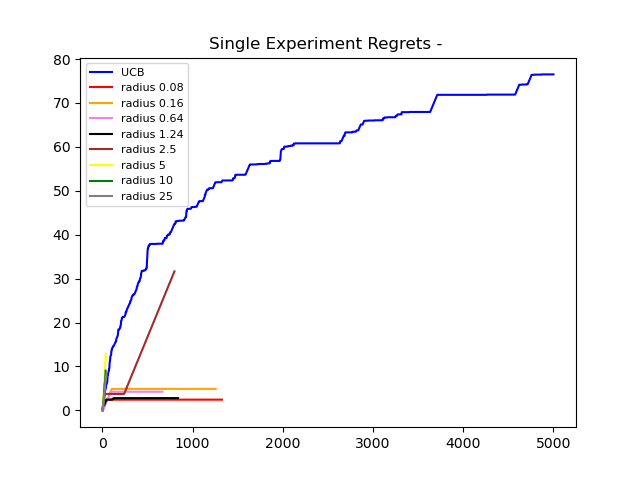 Single Experiment Regrets -
80
70
60
50
40
30
20
10
0
UCB
radius 0.08
radius 0.16
radius 0.64
radius 1.24
radius 2.5
radius 5
radius 10
radius 25
0 1000 2000 3000 4000 5000